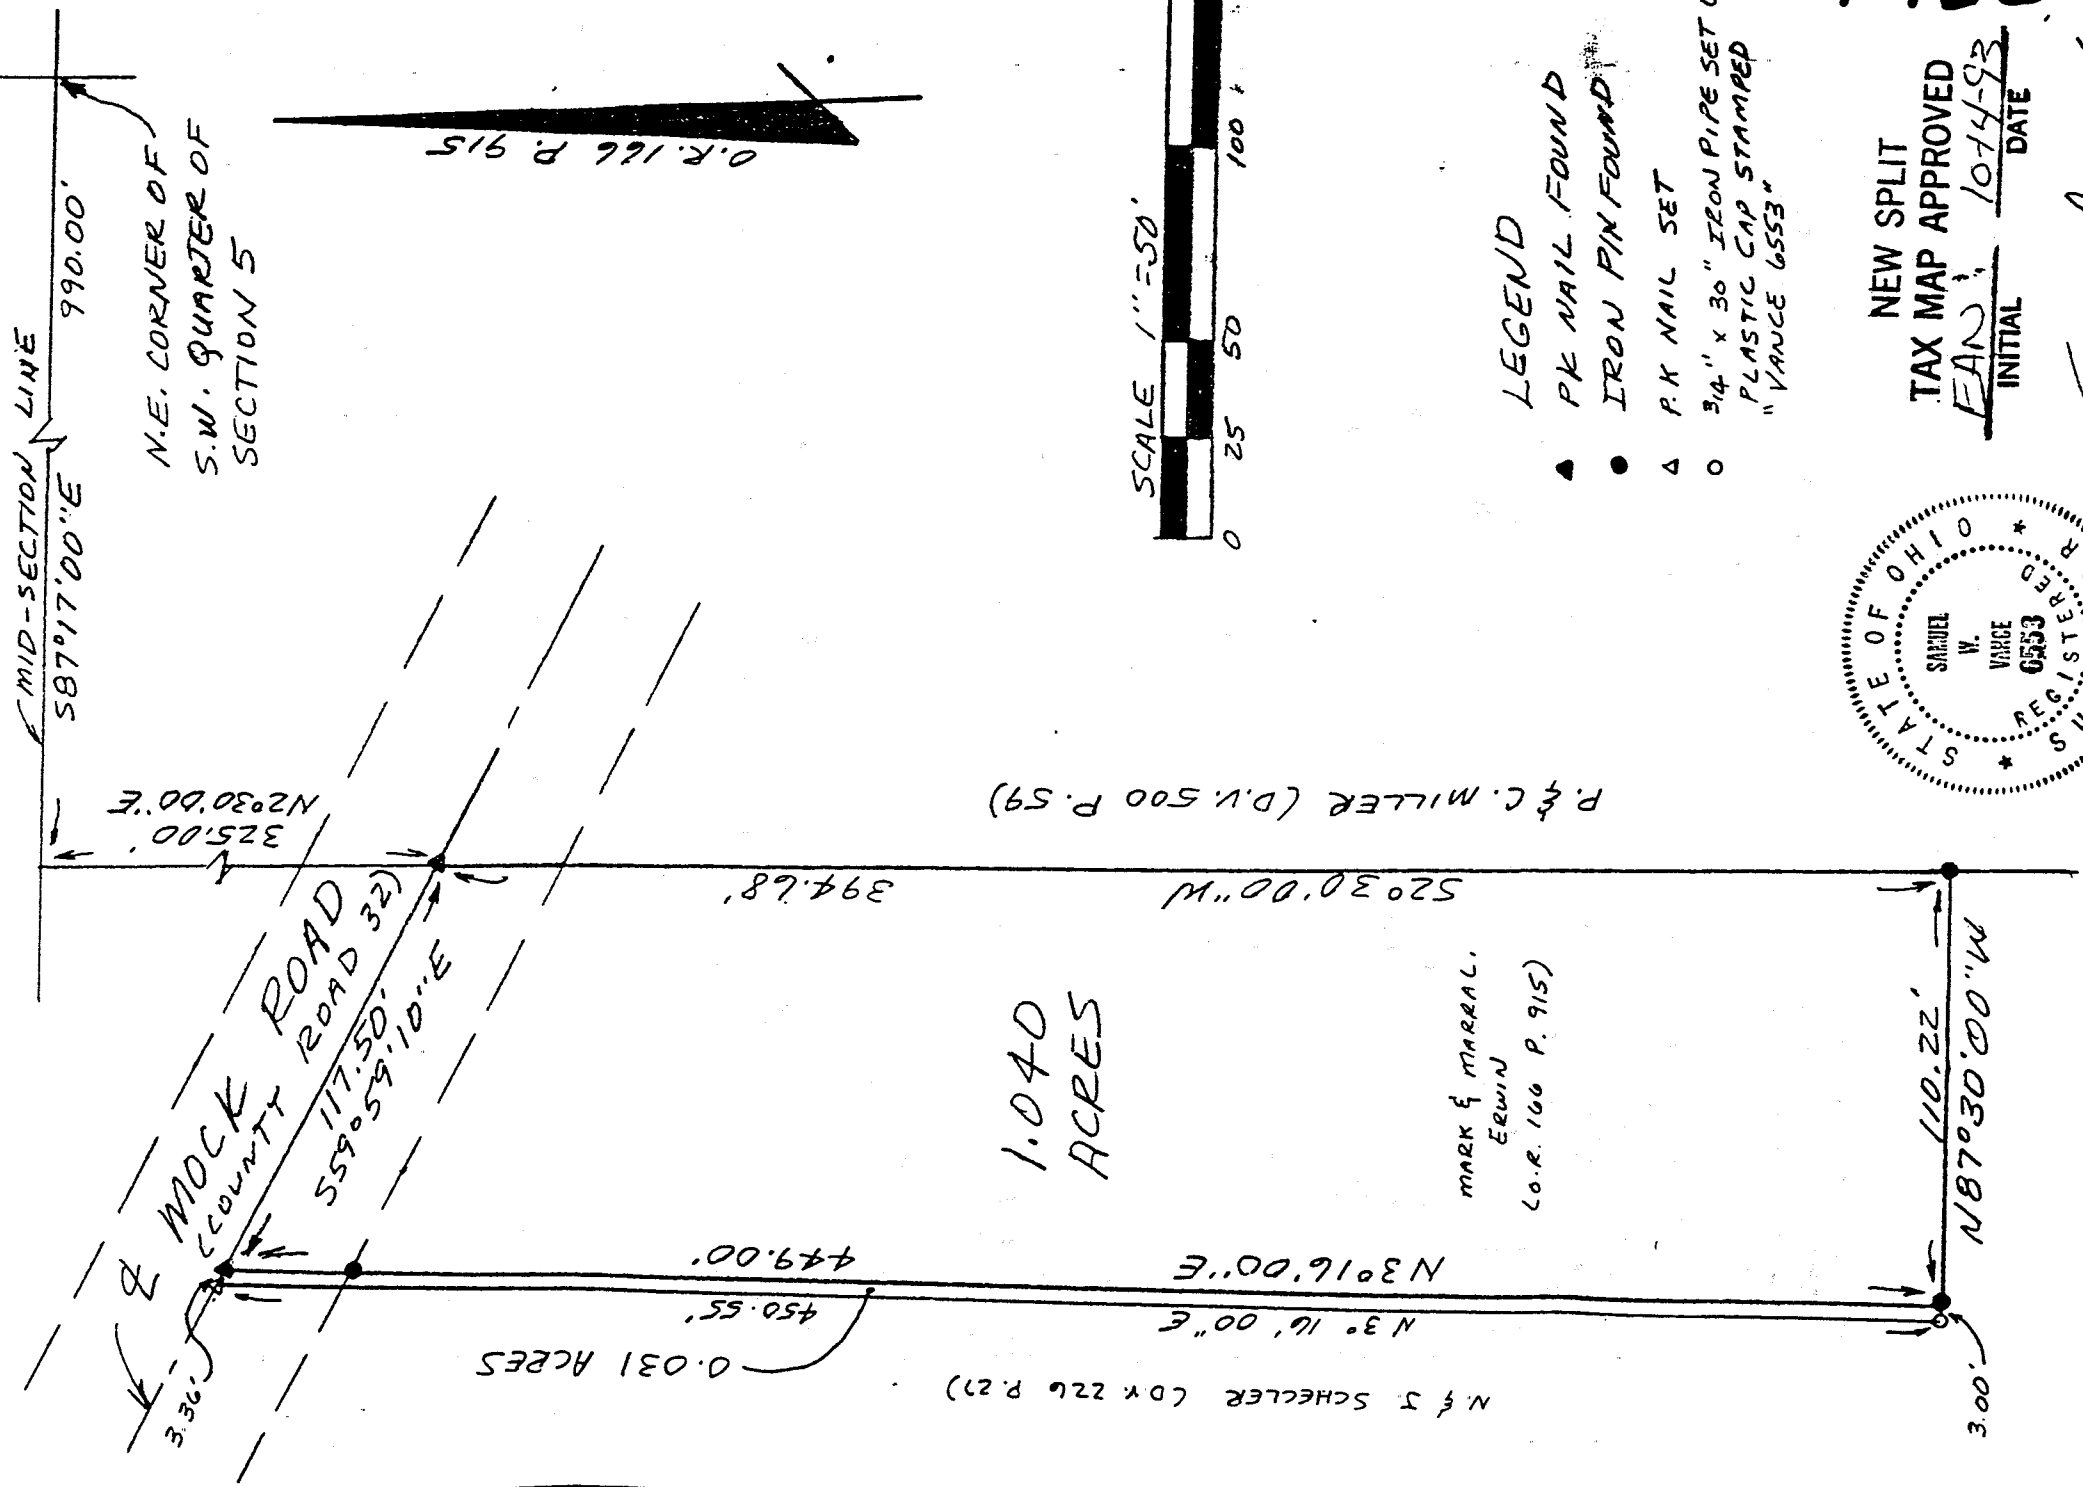 MID-SECTION LINE
S87°17'00"E
990.00'
N.E. CORNER OF
S.W. QUARTER OF
SECTION 5
O.R. 166 P. 915
325.00'
N2°30'00"E
MOCK ROAD
(COUNTY ROAD 32)
117.50'
S59°59'10"E
3.36'
394.68'
S2°30'00"W
P. & C. MILLER (D.V. 500 P. 59)
1.040
ACRES
MARK & MARRAL.
ERWIN
(O.R. 166 P. 915)
449.00'
N3°16'00"E
450.55'
N3°16'00"E
0.031 ACRES
N. & J. SCHELLER (D.V. 226 P. 27)
110.22'
N87°30'00"W
3.00'
SCALE 1"=50'
0 25 50 100
LEGEND
PK NAIL FOUND
IRON PIN FOUND
P.K NAIL SET
3/4" x 30" IRON PIPE SET
PLASTIC CAP STAMPED
"VANCE 6553"
NEW SPLIT
TAX MAP APPROVED
10-14-93
INITIAL DATE
STATE OF OHIO
SAMUEL
W.
VANCE
6553
REGISTERED